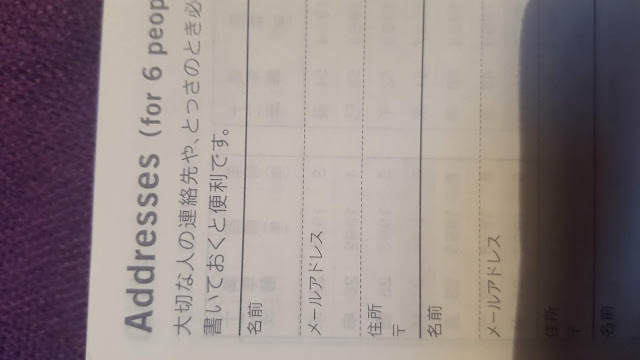 Addresses (for 6 peop
大切な人の連絡先や、とっさのとき必
書いておくと便利です。
名前
メールアドレス
住所
〒
名前
メールアドレス
住所
〒
名前